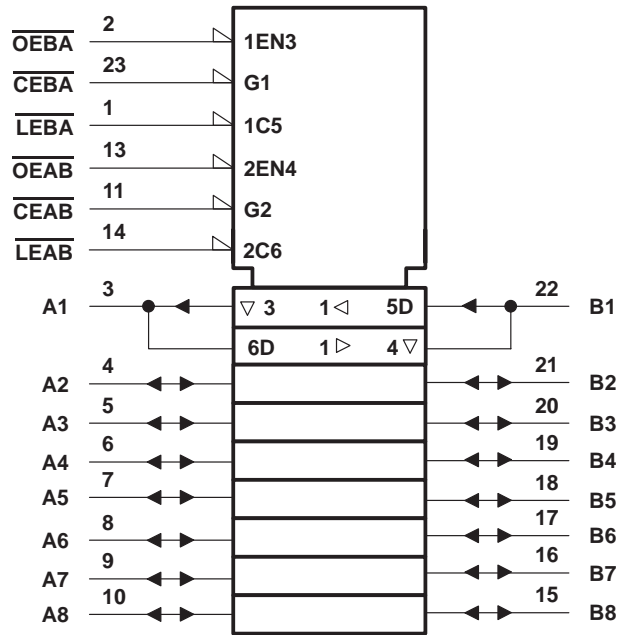 OEBA 2 1EN3
CEBA 23 G1
LEBA 1 1C5
OEAB 13 2EN4
CEAB 11 G2
LEAB 14 2C6
A1 3 ▽ 3 1 ◁ 5D 22 B1
6D 1 ▷ 4 ▽
A2 4 21 B2
A3 5 20 B3
A4 6 19 B4
A5 7 18 B5
A6 8 17 B6
A7 9 16 B7
A8 10 15 B8